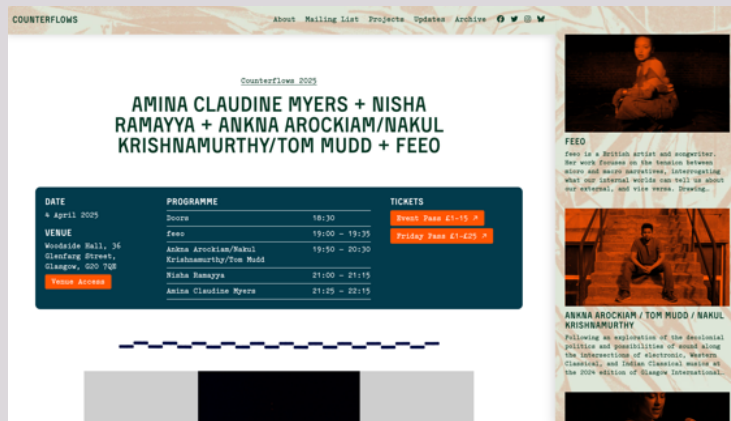 COUNTERFLOWS
About Mailing List Projects Updates Archive
Counterflows 2025
AMINA CLAUDINE MYERS + NISHA
RAMAYYA + ANKNA AROCKIAM/NAKUL
KRISHNAMURTHY/TOM MUDD + FEEO
DATE
4 April 2025
VENUE
Woodside Hall, 36
Glenfarg Street,
Glasgow, G20 7QE
Venue Access
PROGRAMME
Doors 18:30
feeo 19:00 – 19:35
Ankna Arockiam/Nakul 19:50 – 20:30
Krishnamurthy/Tom Mudd
Nisha Ramayya 21:00 – 21:15
Amina Claudine Myers 21:25 – 22:15
TICKETS
Event Pass £1-15 ↗
Friday Pass £1-£25 ↗
FEEO
feeo is a British artist and songwriter.
Her work focuses on the tension between
micro and macro narratives, interrogating
what our internal worlds can tell us about
our external, and vice versa. Drawing…
ANKNA AROCKIAM / TOM MUDD / NAKUL
KRISHNAMURTHY
Following an exploration of the decolonial
politics and possibilities of sound along
the intersections of electronic, Western
Classical, and Indian Classical musics at
the 2024 edition of Glasgow International…